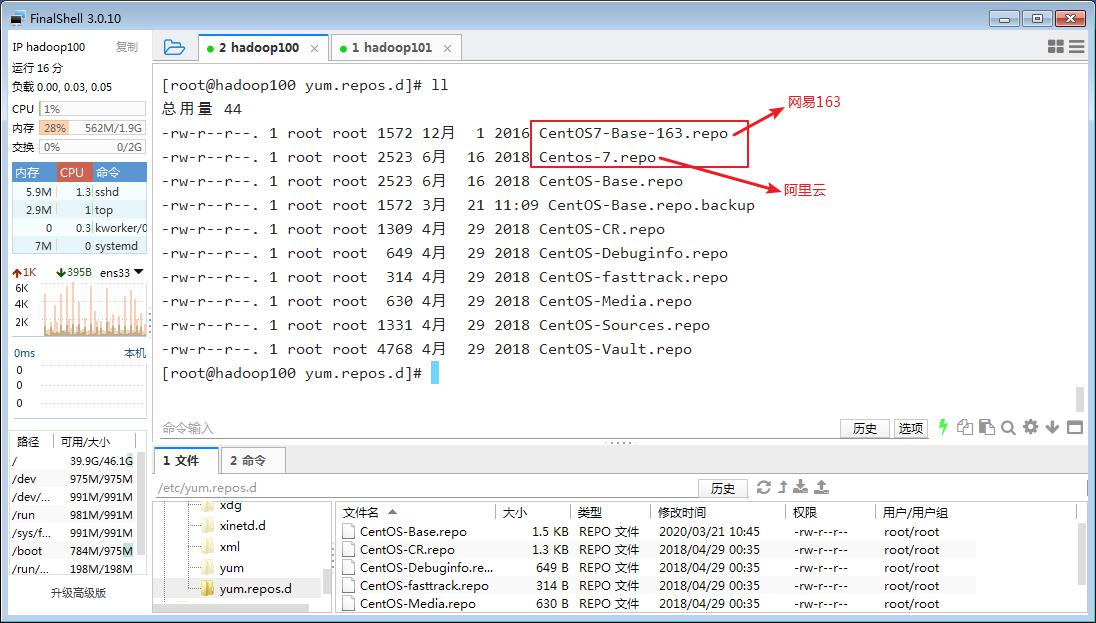 FinalShell 3.0.10
IP hadoop100 复制
运行 16 分
负载 0.00, 0.03, 0.05
CPU 1%
内存 28% 562M/1.9G
交换 0% 0/2G
内存 CPU 命令
5.9M 1.3 sshd
2.9M 1 top
0 0.3 kworker/0
7M 0 systemd
1K 395B ens33
6K
4K
2K
0ms 本机
0
0
0
路径 可用/大小
/ 39.9G/46.1G
/dev 975M/975M
/dev/... 991M/991M
/run 981M/991M
/sys/f... 991M/991M
/boot 784M/975M
/run/... 198M/198M
升级高级版
2 hadoop100 1 hadoop101
[root@hadoop100 yum.repos.d]# ll
总用量 44
-rw-r--r--. 1 root root 1572 12月 1 2016 CentOS7-Base-163.repo
-rw-r--r--. 1 root root 2523 6月 16 2018 Centos-7.repo
-rw-r--r--. 1 root root 2523 6月 16 2018 CentOS-Base.repo
-rw-r--r--. 1 root root 1572 3月 21 11:09 CentOS-Base.repo.backup
-rw-r--r--. 1 root root 1309 4月 29 2018 CentOS-CR.repo
-rw-r--r--. 1 root root 649 4月 29 2018 CentOS-Debuginfo.repo
-rw-r--r--. 1 root root 314 4月 29 2018 CentOS-fasttrack.repo
-rw-r--r--. 1 root root 630 4月 29 2018 CentOS-Media.repo
-rw-r--r--. 1 root root 1331 4月 29 2018 CentOS-Sources.repo
-rw-r--r--. 1 root root 4768 4月 29 2018 CentOS-Vault.repo
[root@hadoop100 yum.repos.d]#
网易163
阿里云
命令输入 历史 选项
1 文件 2 命令
/etc/yum.repos.d 历史
xdg
xinetd.d
xml
yum
yum.repos.d
文件名 大小 类型 修改时间 权限 用户/用户组
CentOS-Base.repo 1.5 KB REPO 文件 2020/03/21 10:45 -rw-r--r-- root/root
CentOS-CR.repo 1.3 KB REPO 文件 2018/04/29 00:35 -rw-r--r-- root/root
CentOS-Debuginfo.re... 649 B REPO 文件 2018/04/29 00:35 -rw-r--r-- root/root
CentOS-fasttrack.repo 314 B REPO 文件 2018/04/29 00:35 -rw-r--r-- root/root
CentOS-Media.repo 630 B REPO 文件 2018/04/29 00:35 -rw-r--r-- root/root